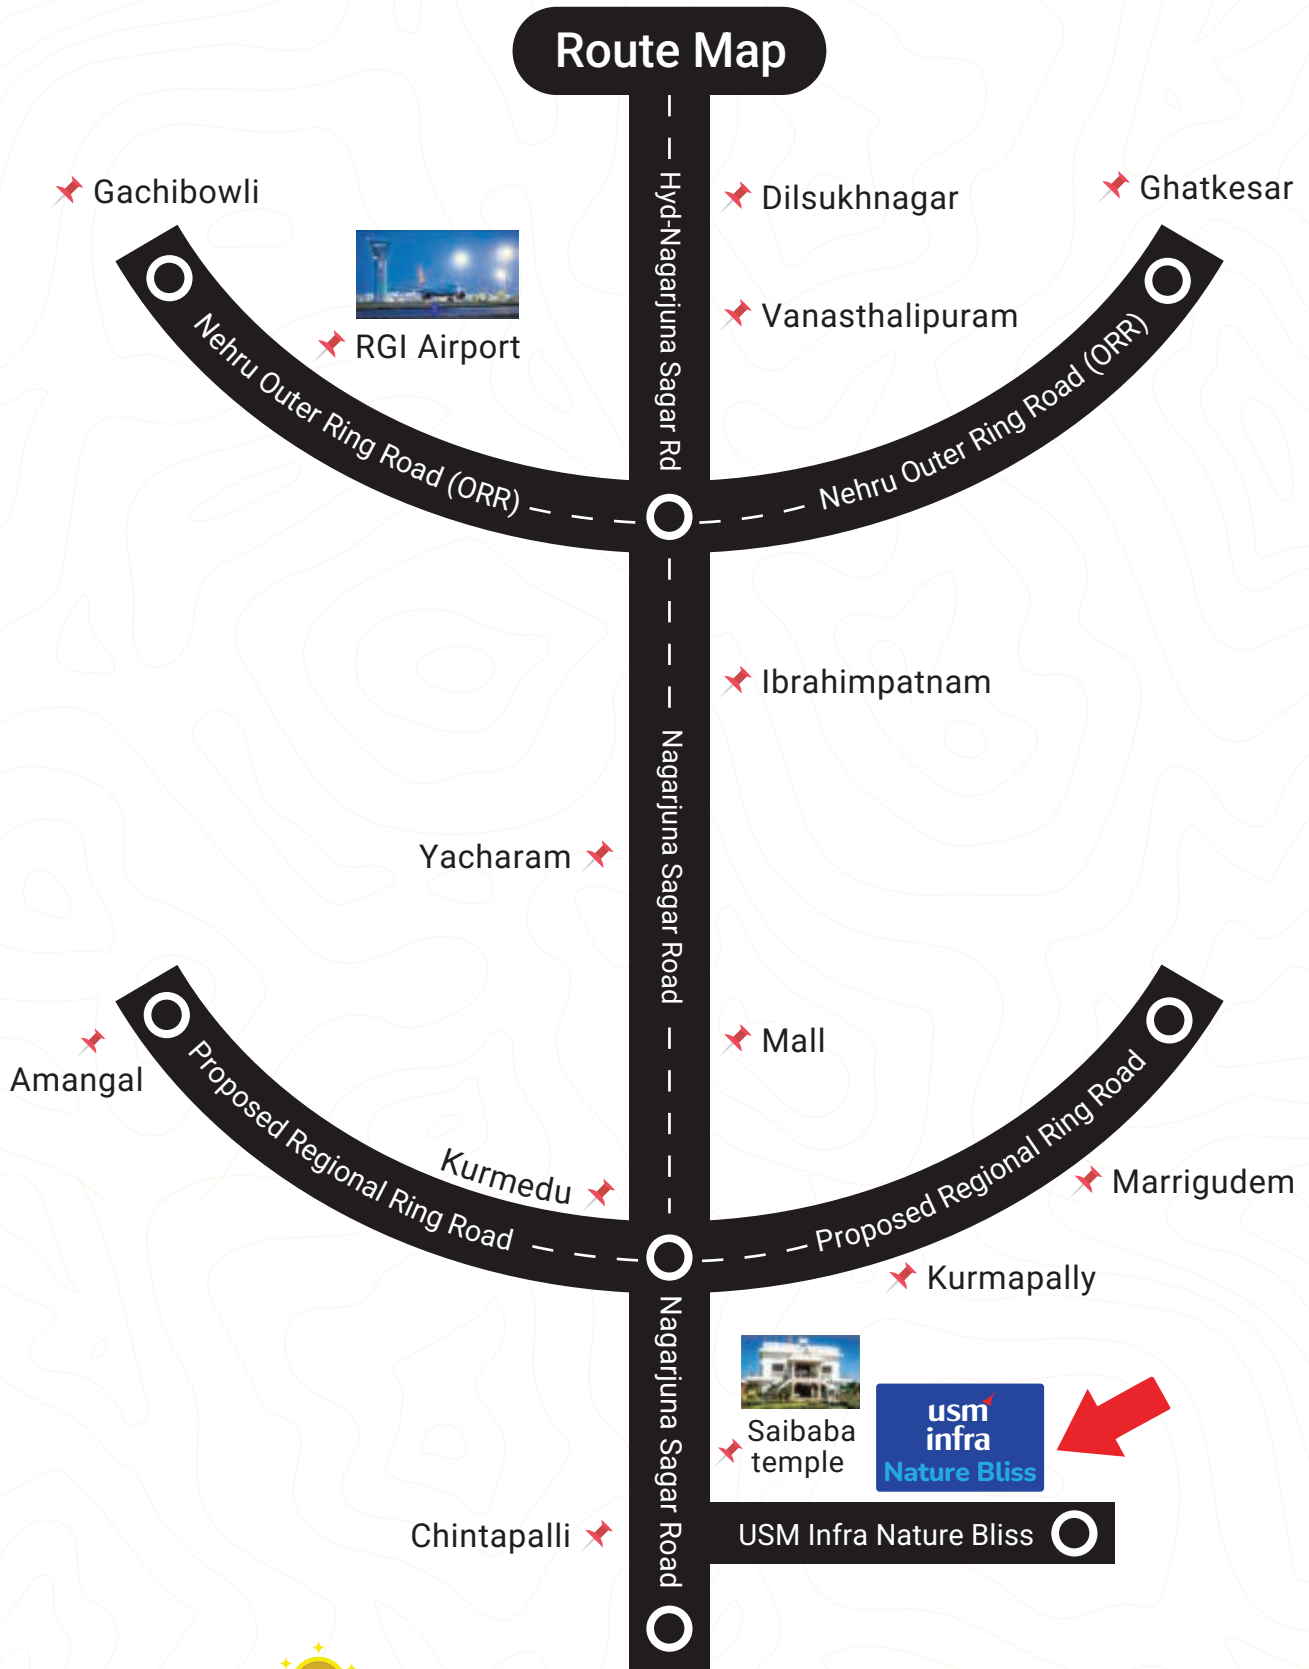 Route Map
Hyd-Nagarjuna Sagar Rd
Gachibowli
Dilsukhnagar
Ghatkesar
Vanasthalipuram
RGI Airport
Nehru Outer Ring Road (ORR)
Nehru Outer Ring Road (ORR)
Ibrahimpatnam
Nagarjuna Sagar Road
Yacharam
Mall
Amangal
Proposed Regional Ring Road
Kurmedu
Proposed Regional Ring Road
Marrigudem
Kurmapally
Nagarjuna Sagar Road
Saibaba
temple
usm
infra
Nature Bliss
Chintapalli
USM Infra Nature Bliss